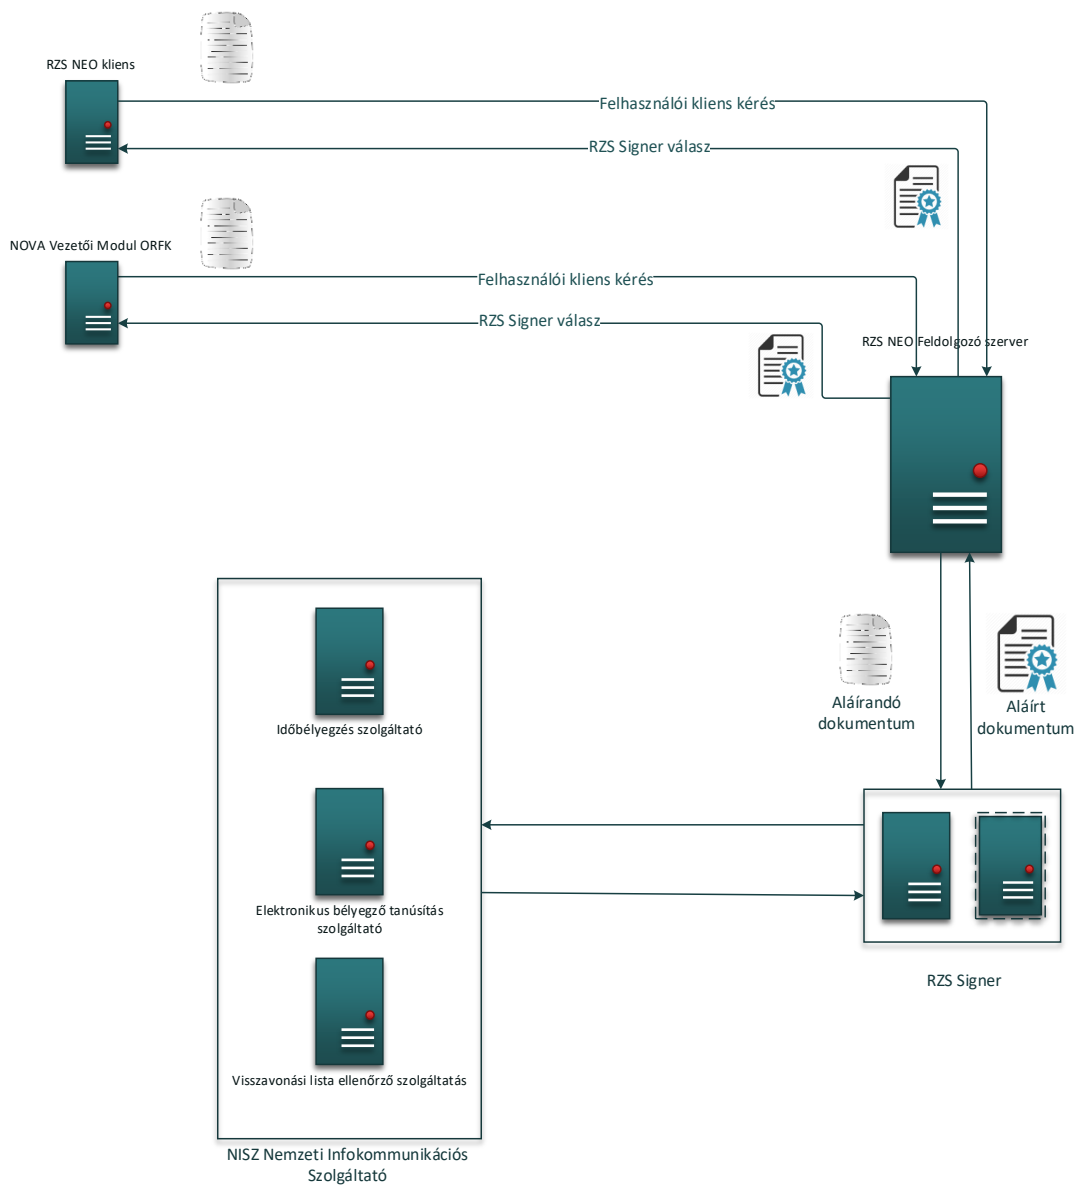 RZS NEO kliens
Felhasználói kliens kérés
RZS Signer válasz
NOVA Vezetői Modul ORFK
Felhasználói kliens kérés
RZS Signer válasz
RZS NEO Feldolgozó szerver
Aláírandó
dokumentum
Aláírt
dokumentum
Időbélyegzés szolgáltató
Elektronikus bélyegző tanúsítás
szolgáltató
RZS Signer
Visszavonási lista ellenőrző szolgáltatás
NISZ Nemzeti Infokommunikációs
Szolgáltató